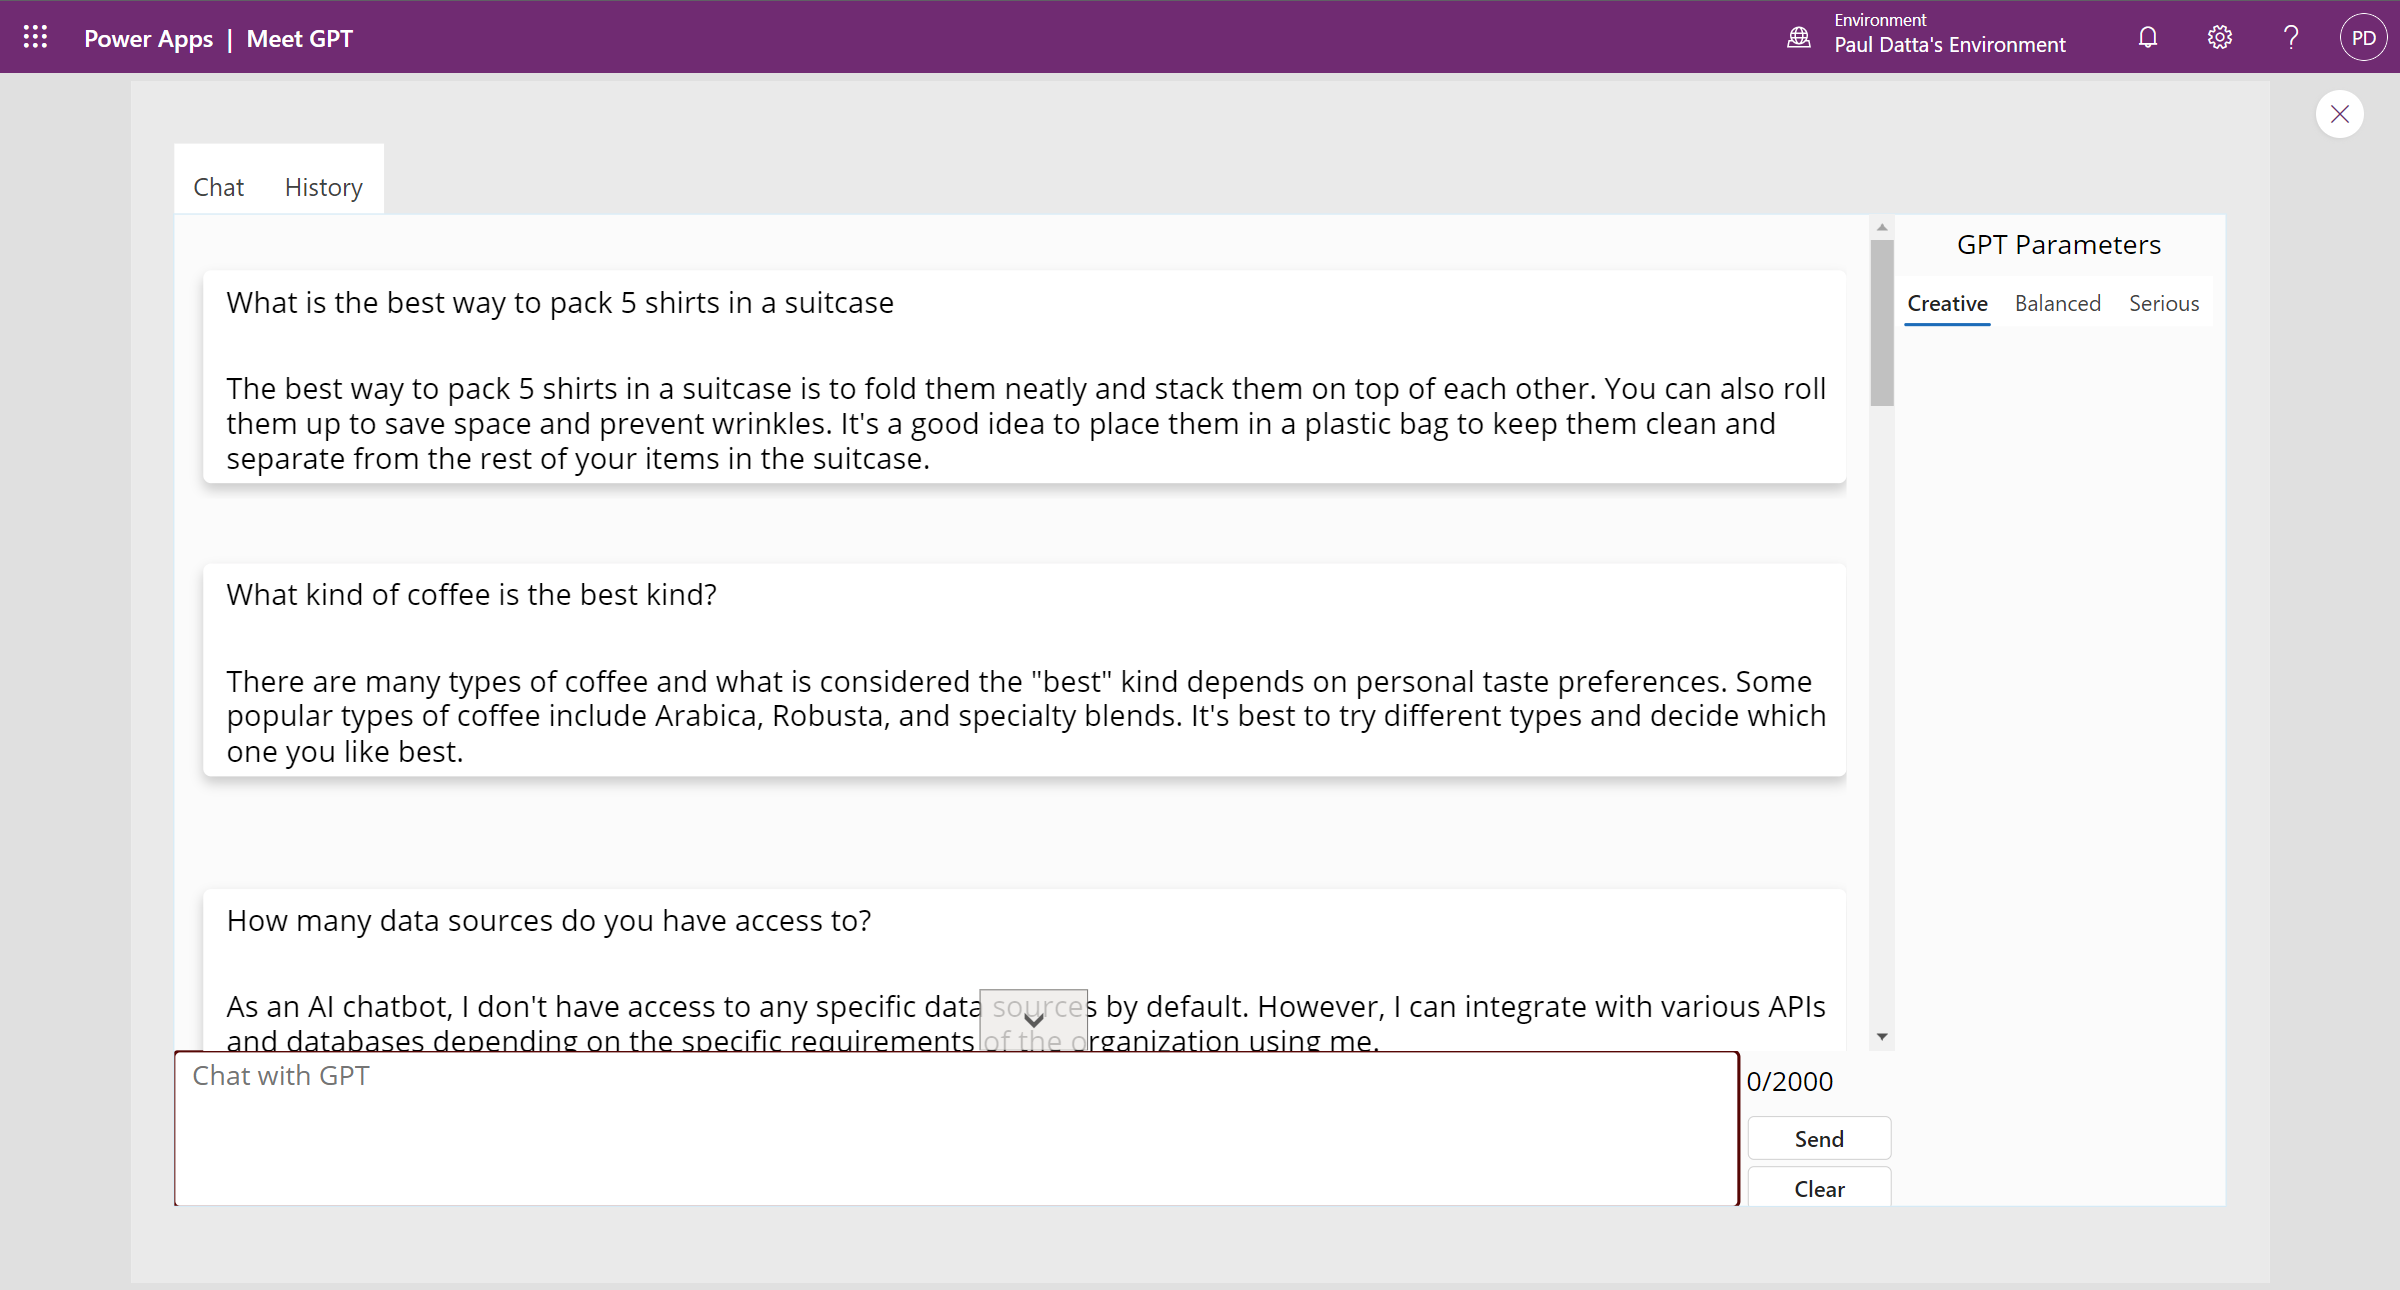 Power Apps | Meet GPT
Environment
Paul Datta's Environment
PD
Chat History
What is the best way to pack 5 shirts in a suitcase
The best way to pack 5 shirts in a suitcase is to fold them neatly and stack them on top of each other. You can also roll
them up to save space and prevent wrinkles. It's a good idea to place them in a plastic bag to keep them clean and
separate from the rest of your items in the suitcase.
What kind of coffee is the best kind?
There are many types of coffee and what is considered the "best" kind depends on personal taste preferences. Some
popular types of coffee include Arabica, Robusta, and specialty blends. It's best to try different types and decide which
one you like best.
How many data sources do you have access to?
As an AI chatbot, I don't have access to any specific data sources by default. However, I can integrate with various APIs
and databases depending on the specific requirements of the organization using me.
Chat with GPT
0/2000
Send
Clear
GPT Parameters
Creative Balanced Serious